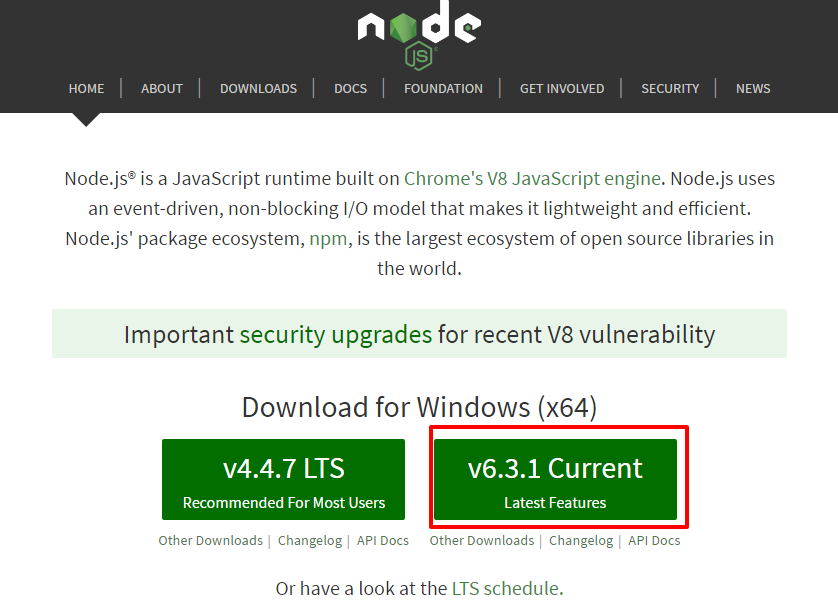 node
JS®
HOME | ABOUT | DOWNLOADS | DOCS | FOUNDATION | GET INVOLVED | SECURITY | NEWS
Node.js® is a JavaScript runtime built on Chrome's V8 JavaScript engine. Node.js uses
an event-driven, non-blocking I/O model that makes it lightweight and efficient.
Node.js' package ecosystem, npm, is the largest ecosystem of open source libraries in
the world.
Important security upgrades for recent V8 vulnerability
Download for Windows (x64)
v4.4.7 LTS
Recommended For Most Users
v6.3.1 Current
Latest Features
Other Downloads | Changelog | API Docs
Other Downloads | Changelog | API Docs
Or have a look at the LTS schedule.